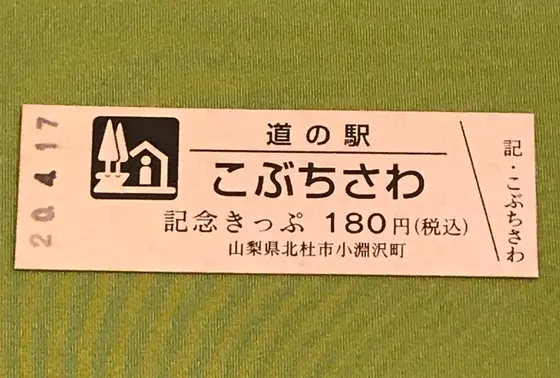 20.4.17
道の駅
こぶちさわ
記念きっぷ 180円(税込)
山梨県北杜市小淵沢町
記・こぶちさわ